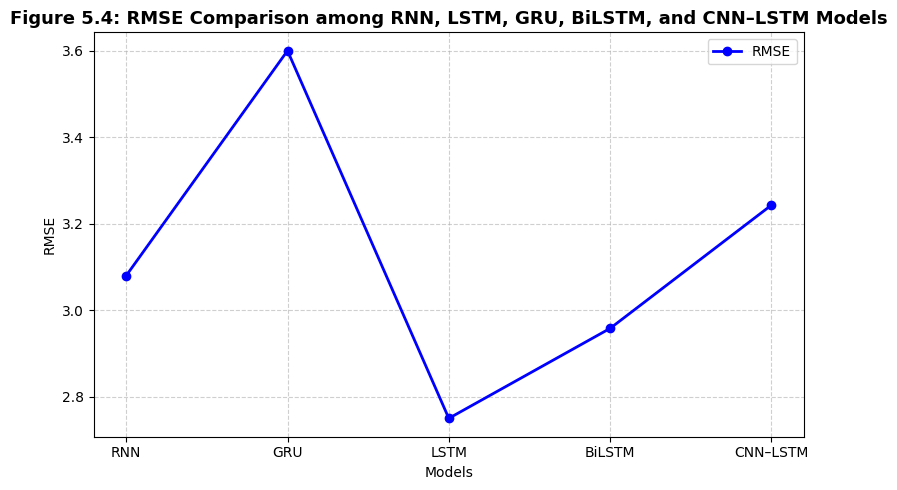 Figure 5.4: RMSE Comparison among RNN, LSTM, GRU, BiLSTM, and CNN–LSTM Models
RMSE
3.6
3.4
3.2
3.0
2.8
RMSE
RNN
GRU
LSTM
BiLSTM
CNN–LSTM
Models